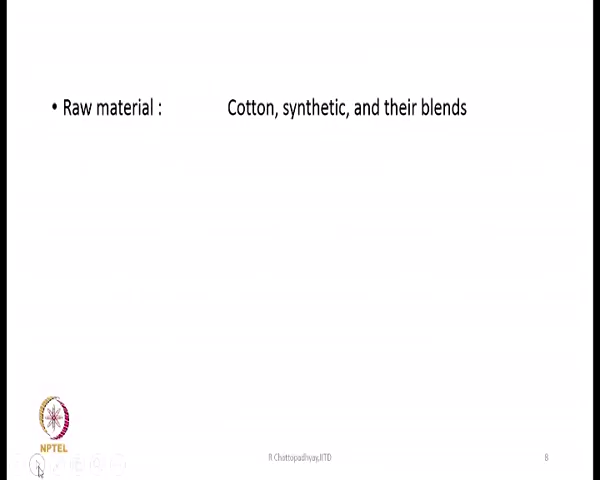 • Raw material : Cotton, synthetic, and their blends
NPTEL
R Chattopadhyay,IITD
8